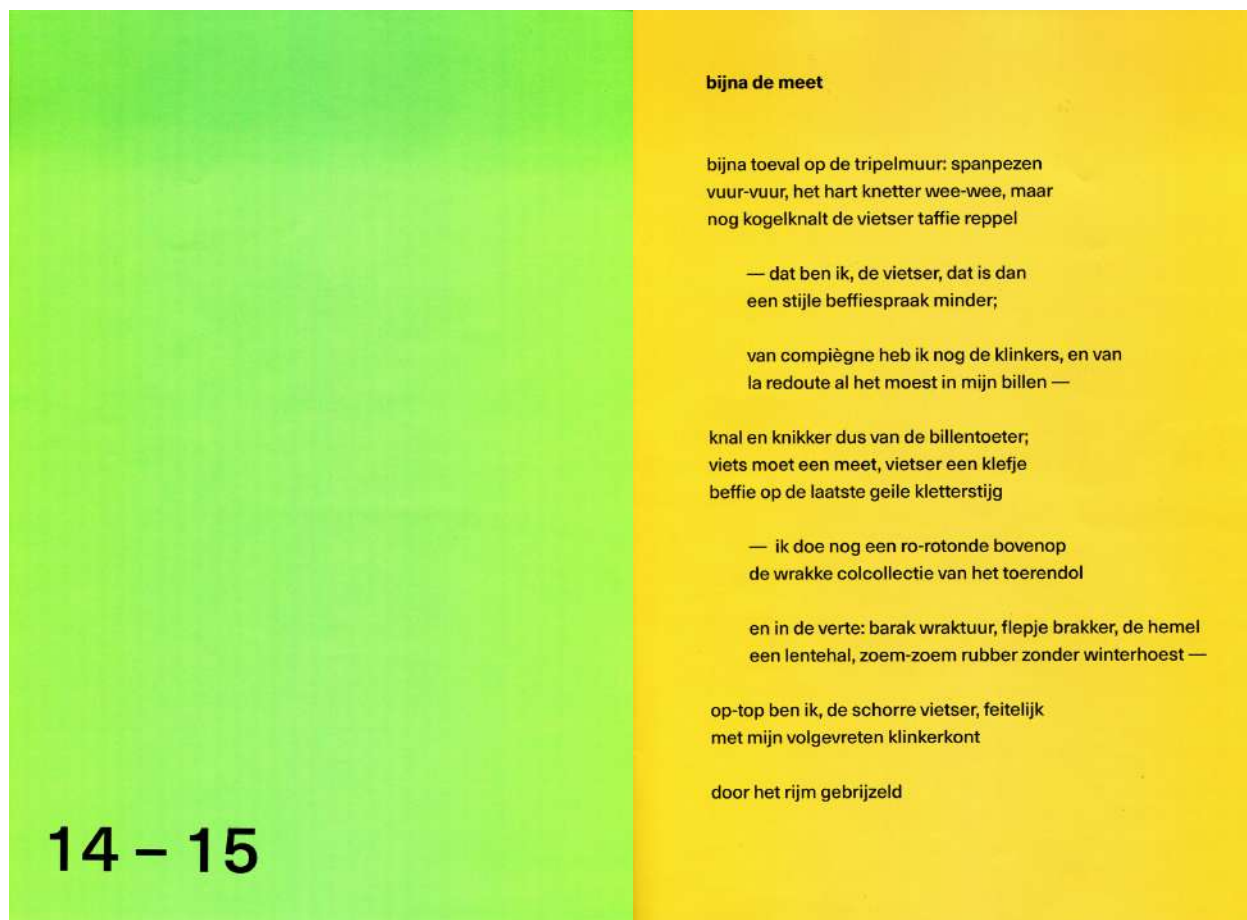 14 – 15
bijna de meet
bijna toeval op de tripelmuur: spanpezen
vuur-vuur, het hart knetter wee-wee, maar
nog kogelknalt de vietser taffie reppel
— dat ben ik, de vietser, dat is dan
een stijle beffiespraak minder;
van compiègne heb ik nog de klinkers, en van
la redoute al het moest in mijn billen —
knal en knikker dus van de billentoeter;
viets moet een meet, vietser een klefje
beffie op de laatste geile kletterstijg
— ik doe nog een ro-rotonde bovenop
de wrakke colcollectie van het toerendol
en in de verte: barak wraktuur, flepje brakker, de hemel
een lentehal, zoem-zoem rubber zonder winterhoest —
op-top ben ik, de schorre vietser, feitelijk
met mijn volgevreten klinkerkont
door het rijm gebrijzeld